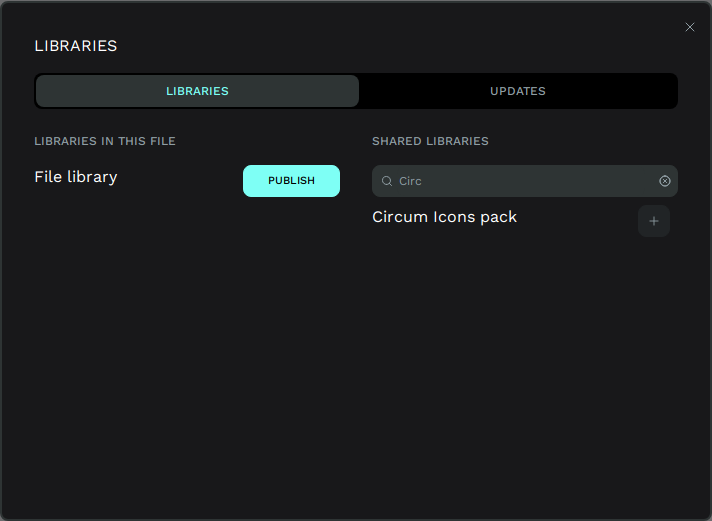 LIBRARIES
LIBRARIES
UPDATES
LIBRARIES IN THIS FILE
File library
PUBLISH
SHARED LIBRARIES
Circ
Circum Icons pack